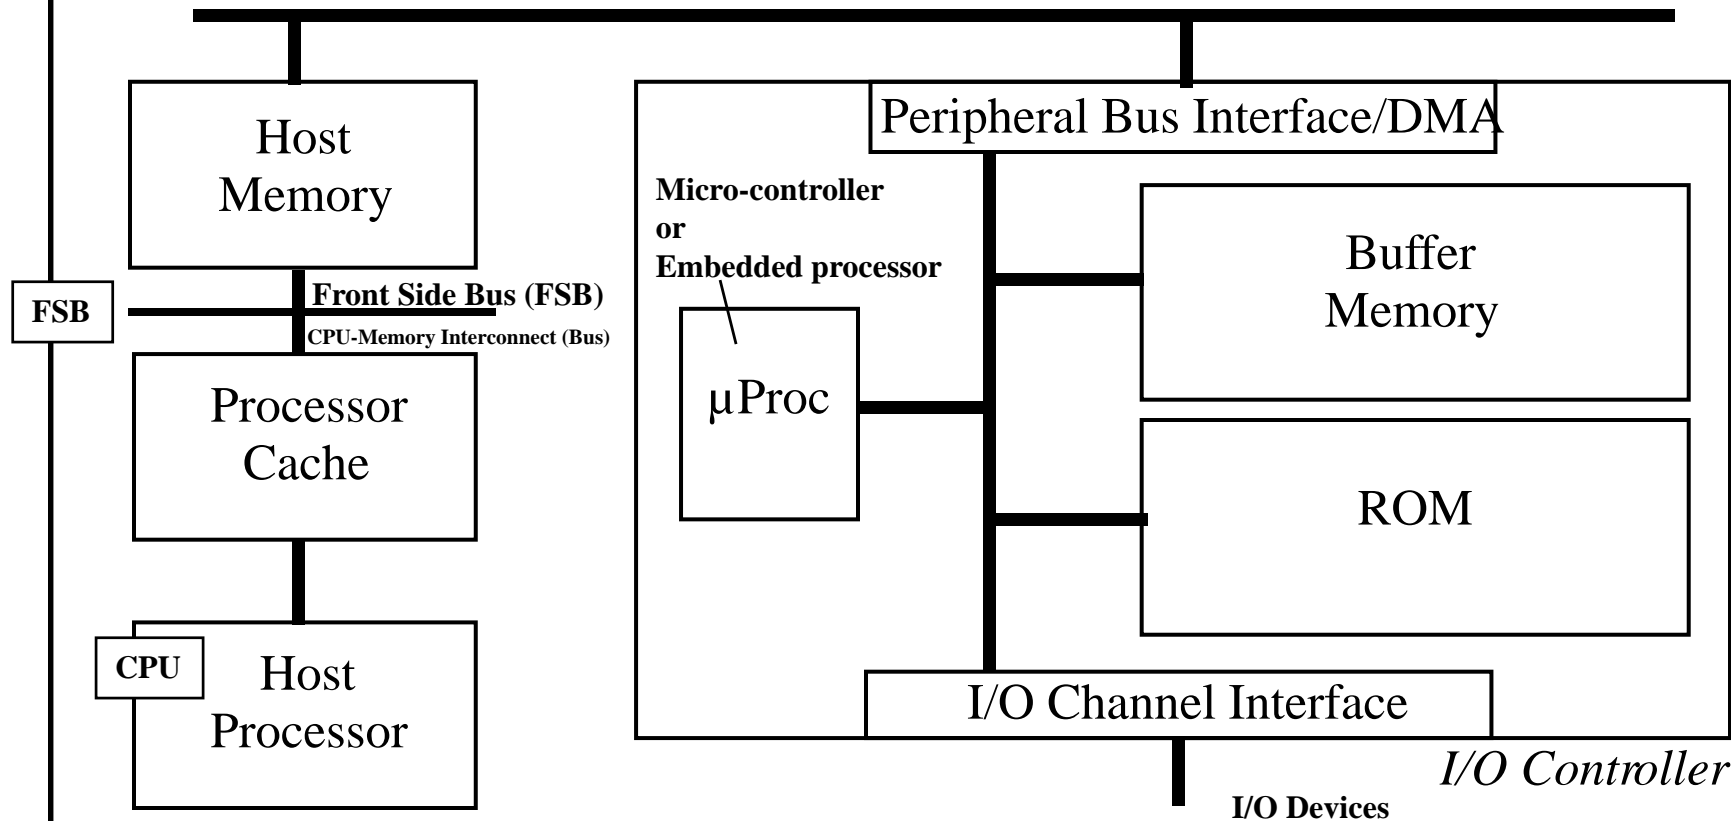 Host
Memory
FSB
Front Side Bus (FSB)
CPU-Memory Interconnect (Bus)
Processor
Cache
CPU
Host
Processor
Peripheral Bus Interface/DMA
Micro-controller
or
Embedded processor
µProc
Buffer
Memory
ROM
I/O Channel Interface
I/O Controller
I/O Devices